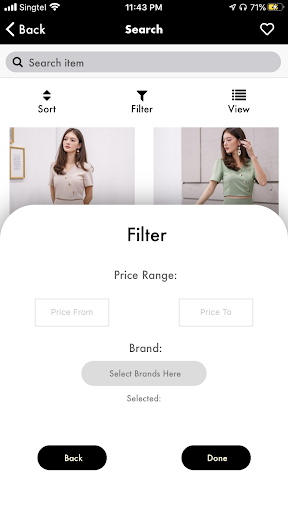 Singtel
11:43 PM
71%
Back
Search
Search item
Sort
Filter
View
Filter
Price Range:
Price From
Price To
Brand:
Select Brands Here
Selected:
Back
Done